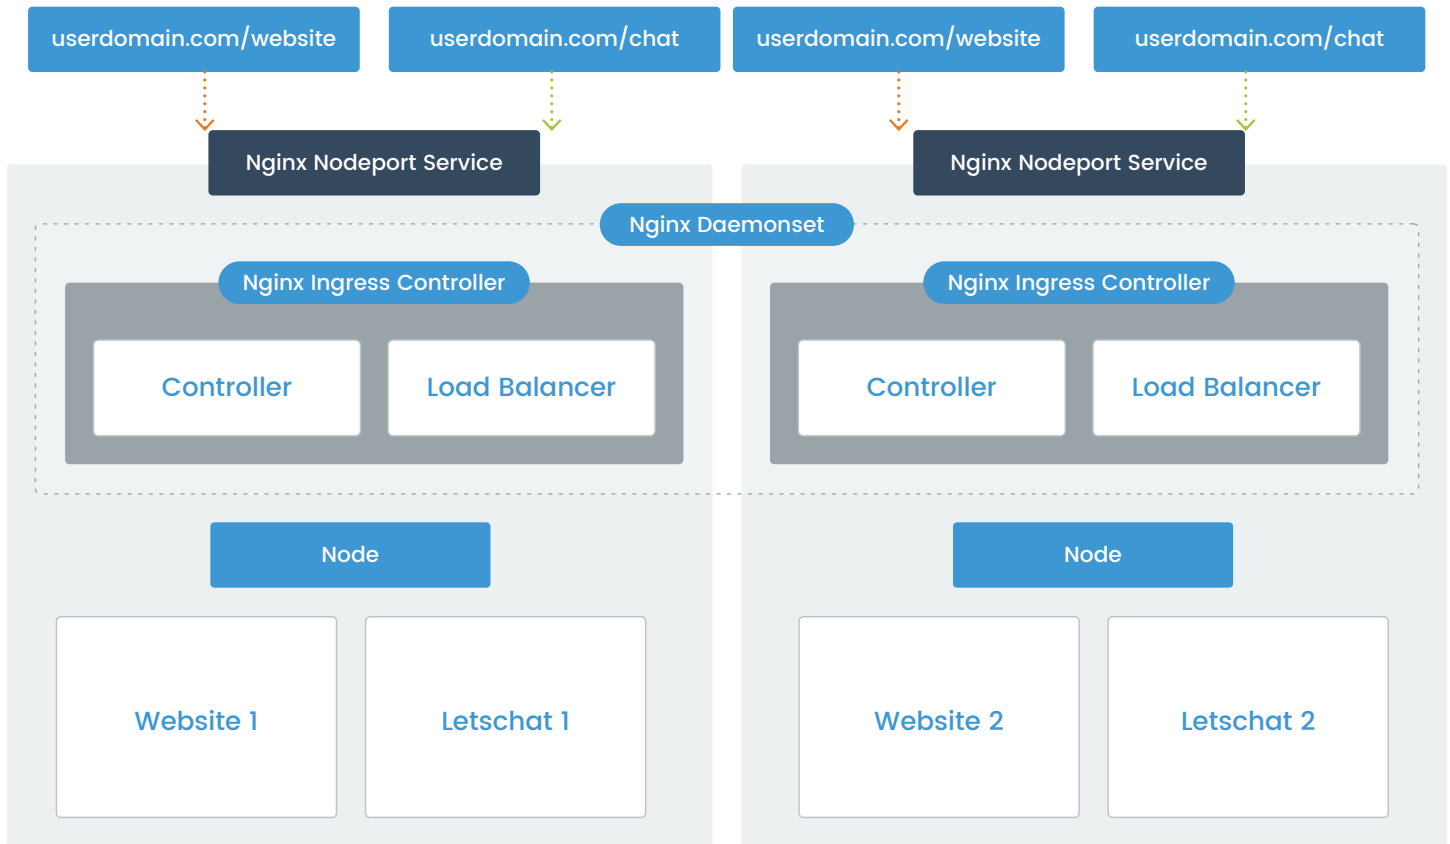 userdomain.com/website
userdomain.com/chat
userdomain.com/website
userdomain.com/chat
Nginx Nodeport Service
Nginx Nodeport Service
Nginx Daemonset
Nginx Ingress Controller
Nginx Ingress Controller
Controller
Load Balancer
Controller
Load Balancer
Node
Node
Website 1
Letschat 1
Website 2
Letschat 2